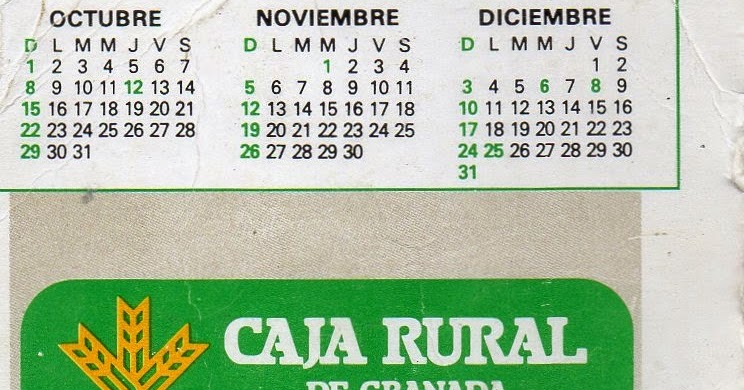 OCTUBRE
D L M M J V S
1 2 3 4 5 6 7
8 9 10 11 12 13 14
15 16 17 18 19 20 21
22 23 24 25 26 27 28
29 30 31
NOVIEMBRE
D L M M J V S
1 2 3 4
5 6 7 8 9 10 11
12 13 14 15 16 17 18
19 20 21 22 23 24 25
26 27 28 29 30
DICIEMBRE
D L M M J V S
1 2
3 4 5 6 7 8 9
10 11 12 13 14 15 16
17 18 19 20 21 22 23
24 25 26 27 28 29 30
31
CAJA RURAL
DE GRANADA